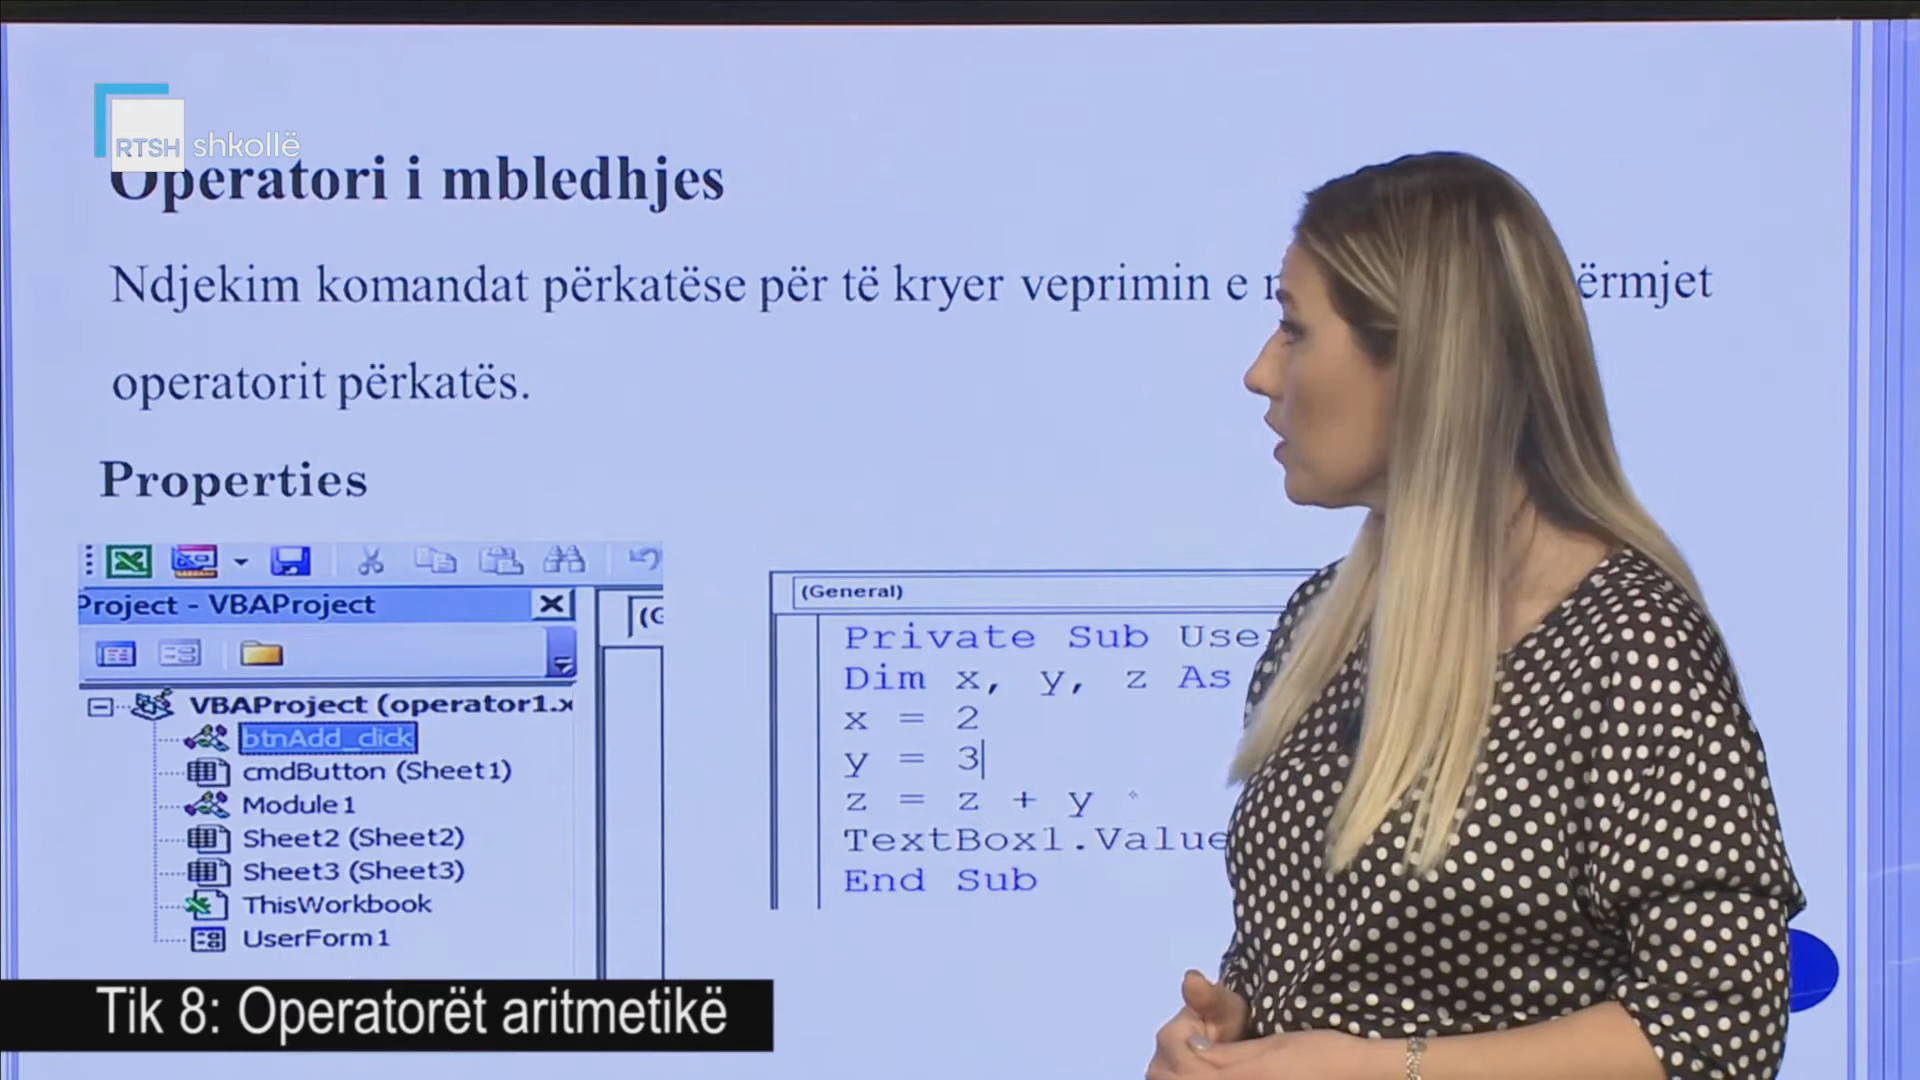 RTSH shkollë
Operatori i mbledhjes
Ndjekim komandat përkatëse për të kryer veprimin e ërmjet
operatorit përkatës.
Properties
Project - VBAProject
VBAProject (operator1.x
btnAdd_click
cmdButton (Sheet1)
Module1
Sheet2 (Sheet2)
Sheet3 (Sheet3)
ThisWorkbook
UserForm1
(General)
Private Sub User
Dim x, y, z As
x = 2
y = 3
z = z + y
TextBox1.Value
End Sub
Tik 8: Operatorët aritmetikë